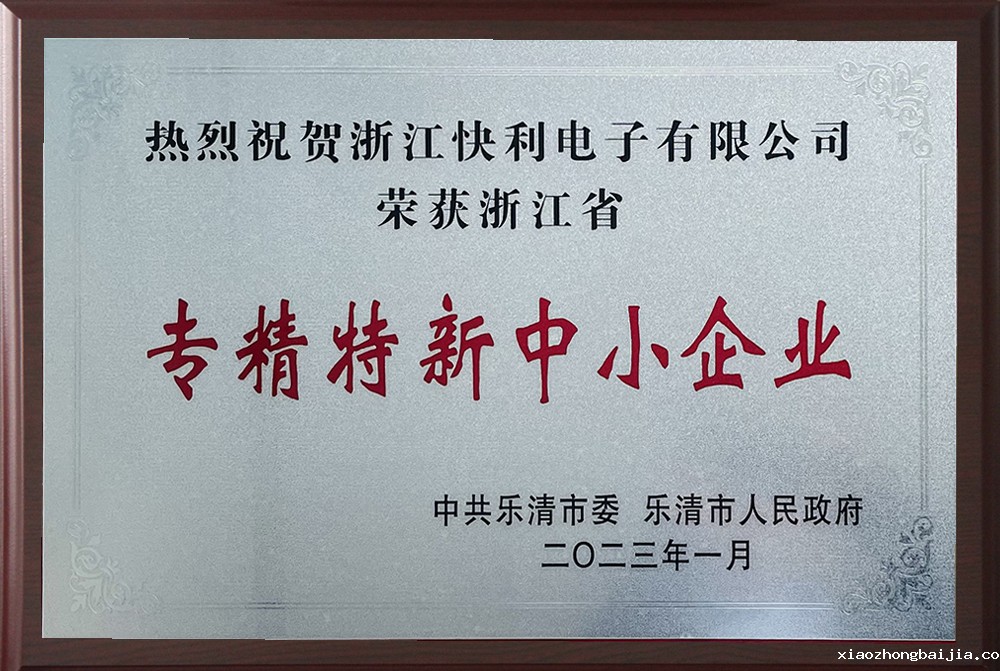 热烈祝贺浙江快利电子有限公司
荣获浙江省
专精特新中小企业
中共乐清市委 乐清市人民政府
二〇二三年一月
xiaozhongbaijia.co